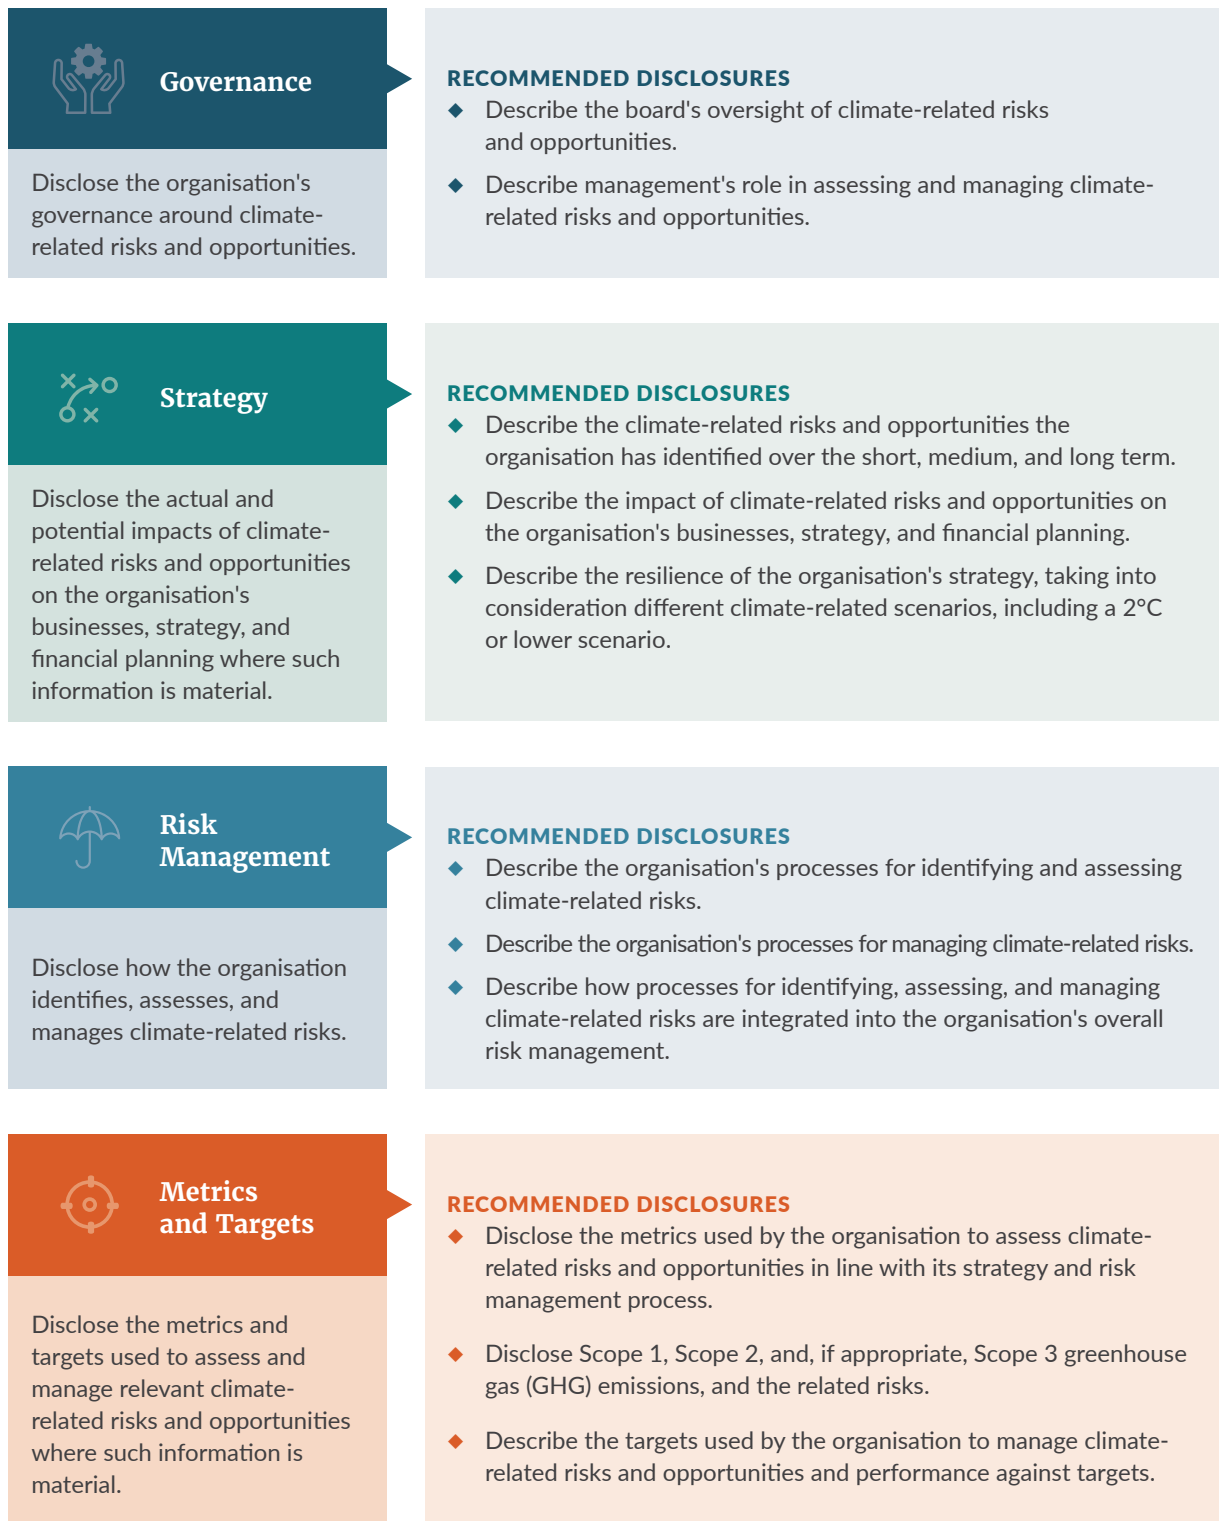 Governance
Disclose the organisation's
governance around climate-
related risks and opportunities.
RECOMMENDED DISCLOSURES
◆ Describe the board's oversight of climate-related risks
and opportunities.
◆ Describe management's role in assessing and managing climate-
related risks and opportunities.
Strategy
Disclose the actual and
potential impacts of climate-
related risks and opportunities
on the organisation's
businesses, strategy, and
financial planning where such
information is material.
RECOMMENDED DISCLOSURES
◆ Describe the climate-related risks and opportunities the
organisation has identified over the short, medium, and long term.
◆ Describe the impact of climate-related risks and opportunities on
the organisation's businesses, strategy, and financial planning.
◆ Describe the resilience of the organisation's strategy, taking into
consideration different climate-related scenarios, including a 2°C
or lower scenario.
Risk
Management
Disclose how the organisation
identifies, assesses, and
manages climate-related risks.
RECOMMENDED DISCLOSURES
◆ Describe the organisation's processes for identifying and assessing
climate-related risks.
◆ Describe the organisation's processes for managing climate-related risks.
◆ Describe how processes for identifying, assessing, and managing
climate-related risks are integrated into the organisation's overall
risk management.
Metrics
and Targets
Disclose the metrics and
targets used to assess and
manage relevant climate-
related risks and opportunities
where such information is
material.
RECOMMENDED DISCLOSURES
◆ Disclose the metrics used by the organisation to assess climate-
related risks and opportunities in line with its strategy and risk
management process.
◆ Disclose Scope 1, Scope 2, and, if appropriate, Scope 3 greenhouse
gas (GHG) emissions, and the related risks.
◆ Describe the targets used by the organisation to manage climate-
related risks and opportunities and performance against targets.